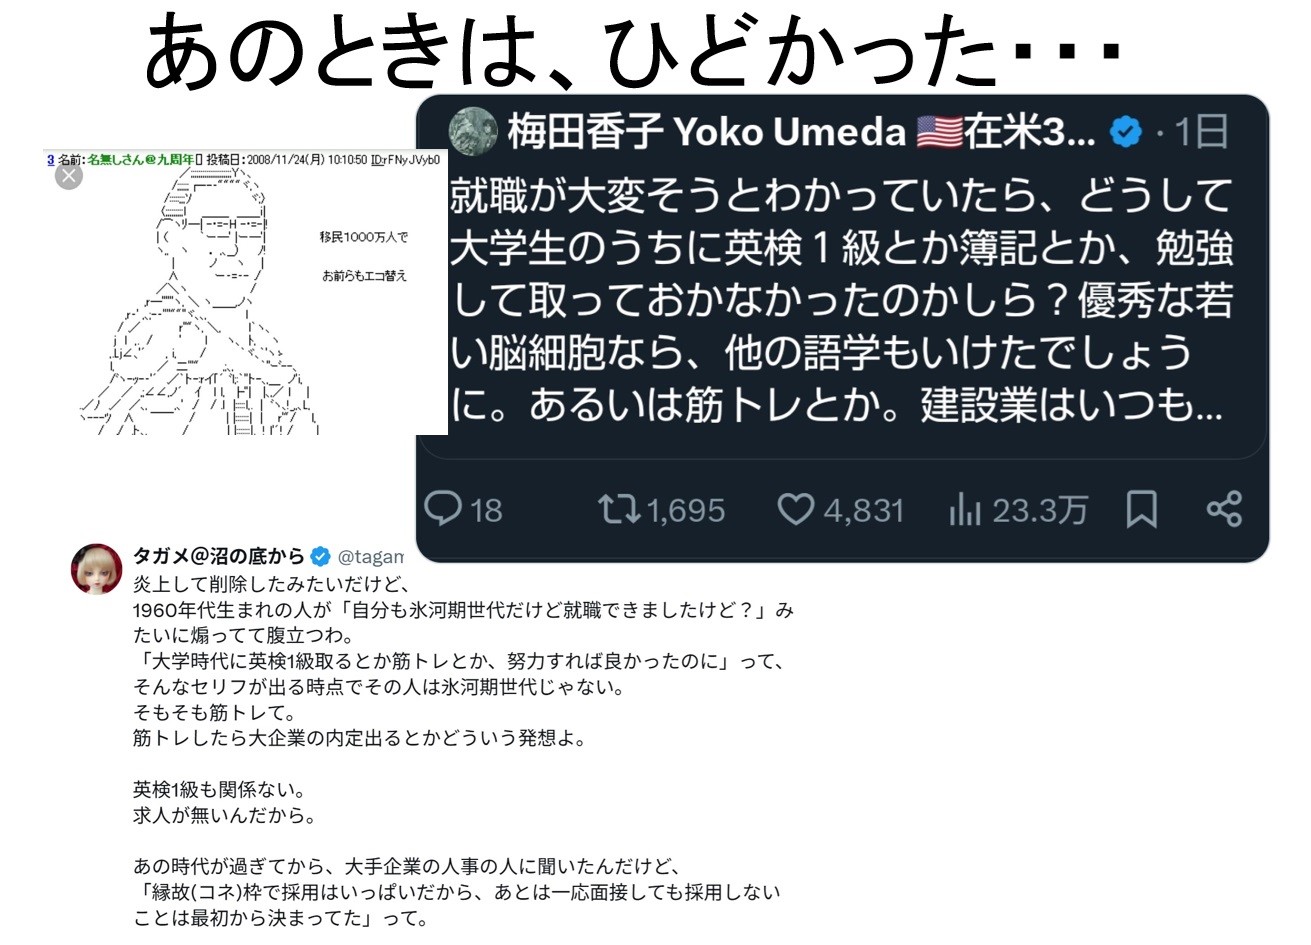 あのときは、ひどかった・・・
3 名前：名無しさん＠九周年[] 投稿日：2008/11/24(月) 10:10:50 ID:rFNyJVyb0
移民1000万人で
お前らもエコ替え
梅田香子 Yoko Umeda 🇺🇸在米3... · 1日
就職が大変そうとわかっていたら、どうして
大学生のうちに英検１級とか簿記とか、勉強
して取っておかなかったのかしら？優秀な若
い脳細胞なら、他の語学もいけたでしょう
に。あるいは筋トレとか。建設業はいつも...
18 1,695 4,831 23.3万
タガメ@沼の底から @tagam
炎上して削除したみたいだけど、
1960年代生まれの人が「自分も氷河期世代だけど就職できましたけど？」み
たいに煽ってて腹立つわ。
「大学時代に英検1級取るとか筋トレとか、努力すれば良かったのに」って、
そんなセリフが出る時点でその人は氷河期世代じゃない。
そもそも筋トレて。
筋トレしたら大企業の内定出るとかどういう発想よ。
英検1級も関係ない。
求人が無いんだから。
あの時代が過ぎてから、大手企業の人事の人に聞いたんだけど、
「縁故(コネ)枠で採用はいっぱいだから、あとは一応面接しても採用しない
ことは最初から決まってた」って。